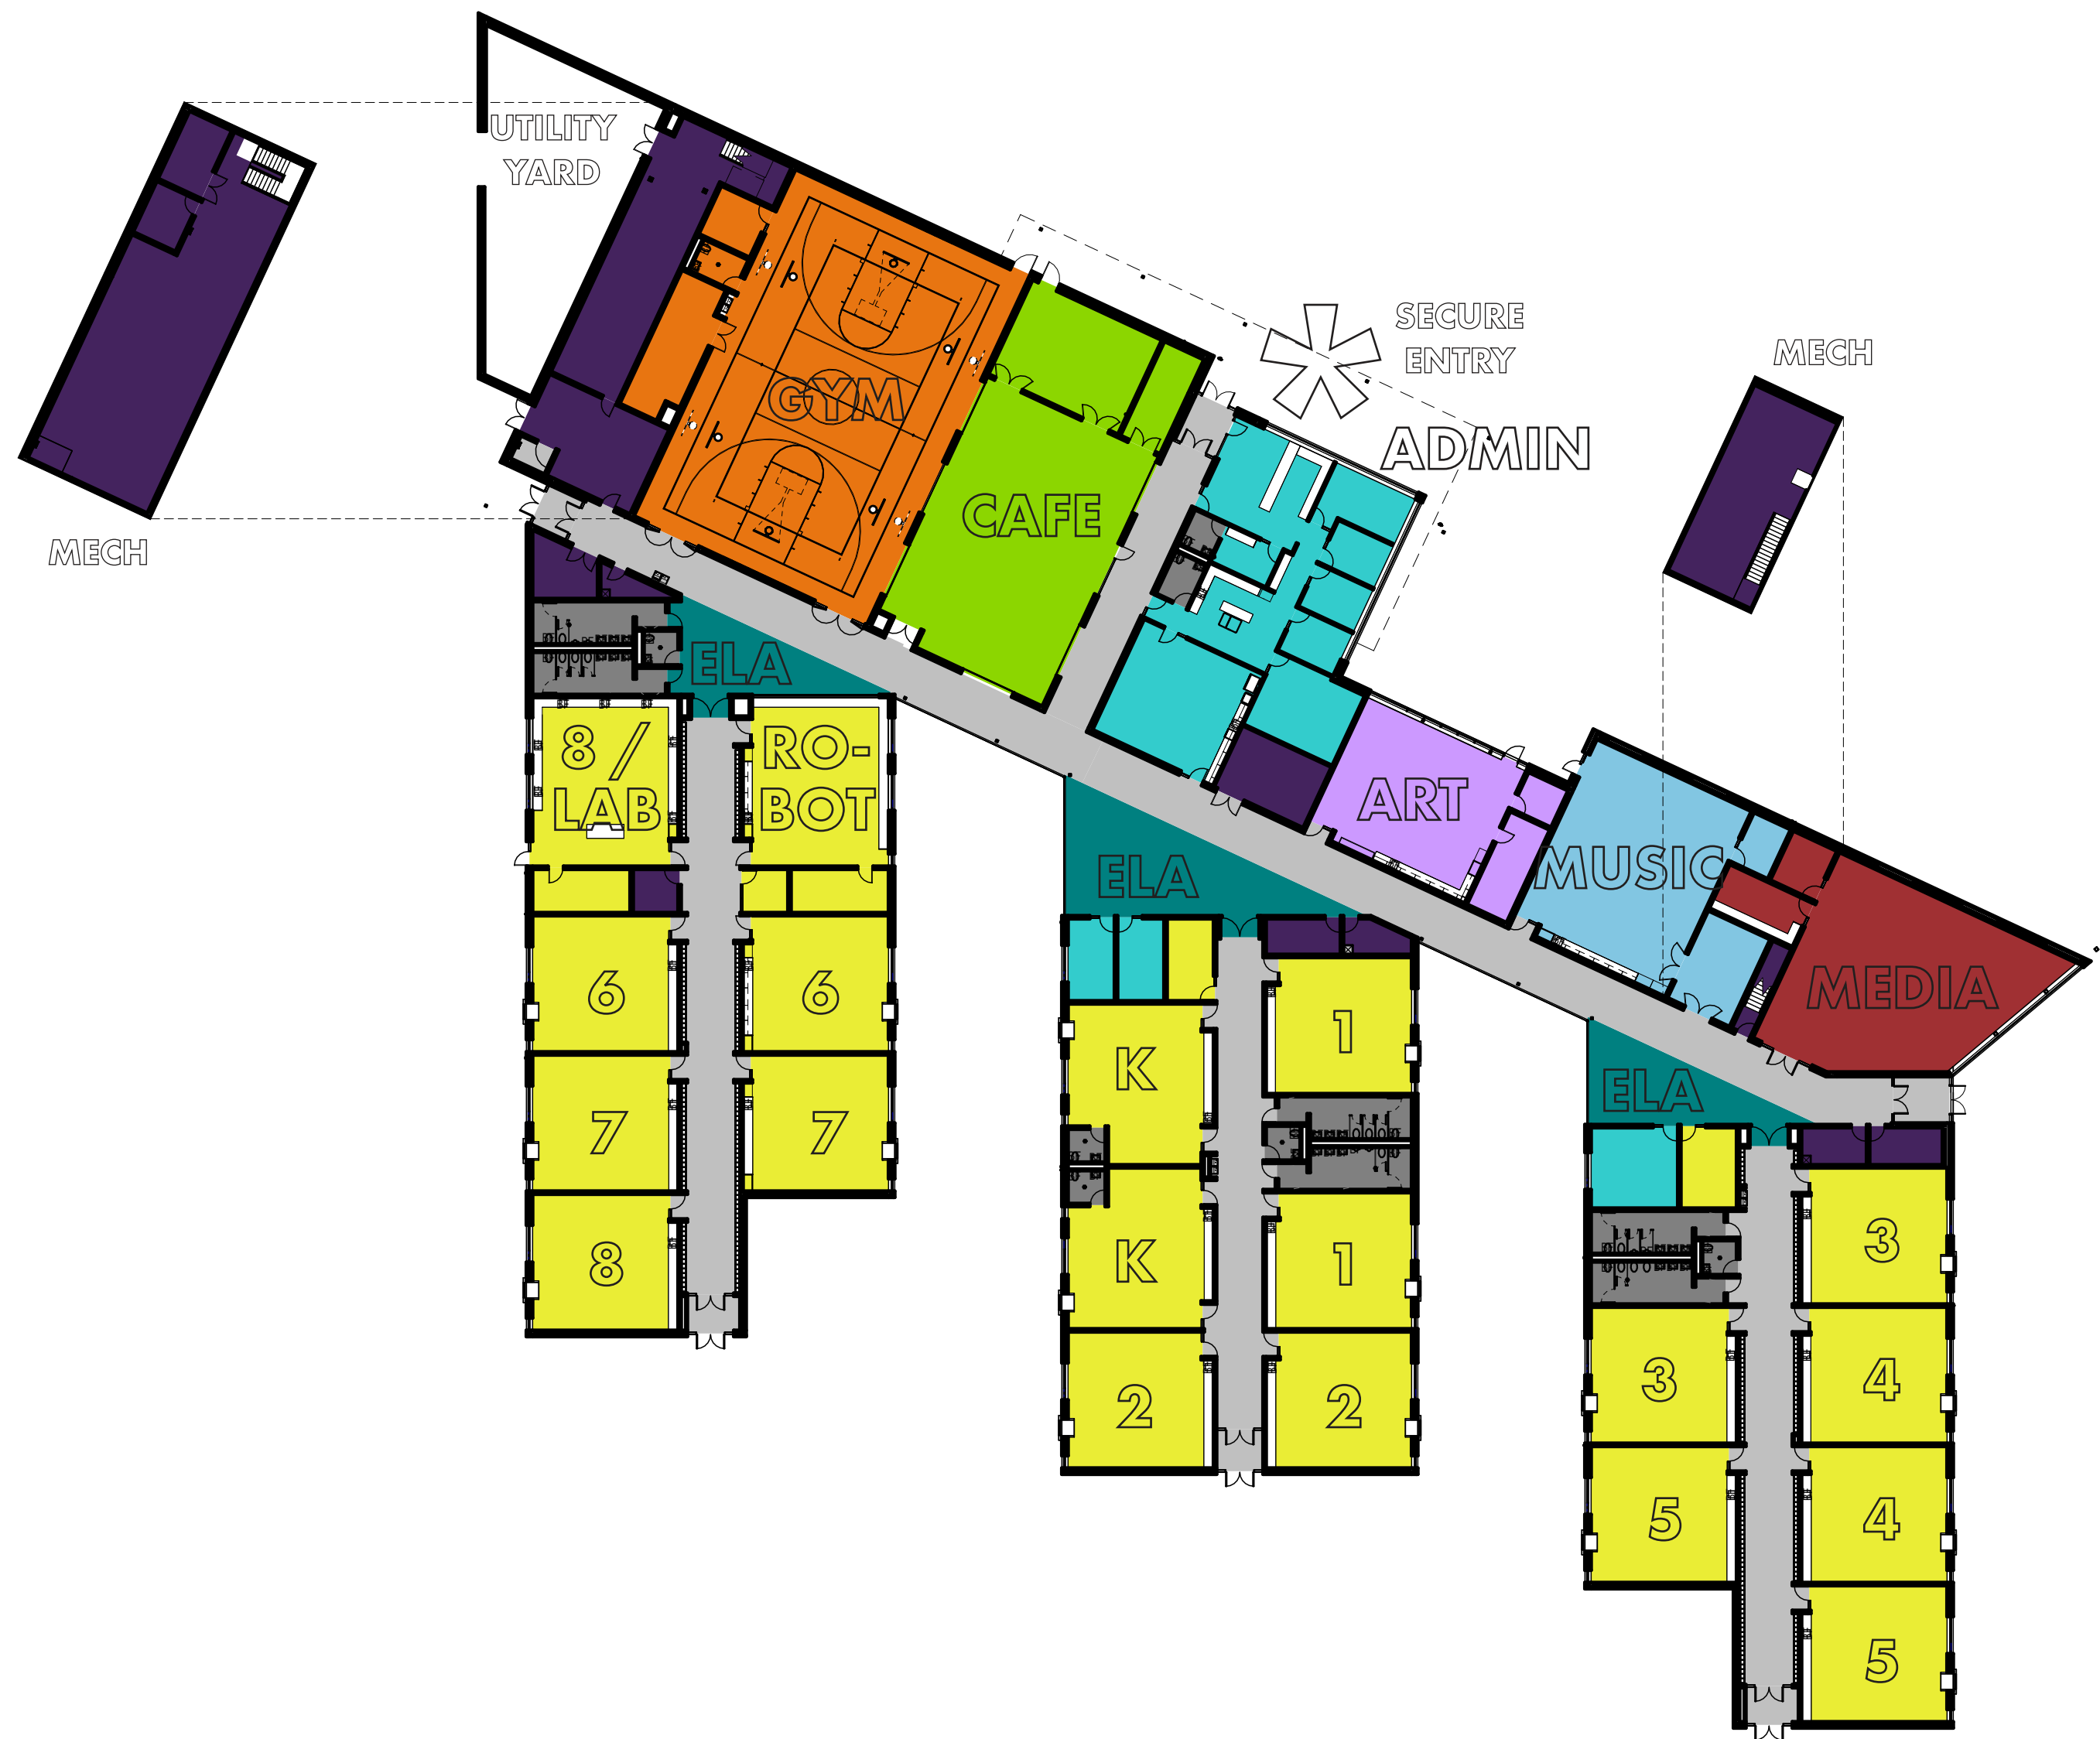 UTILITY
YARD
MECH
SECURE
ENTRY
MECH
ADMIN
GYM
CAFE
ART
MUSIC
MEDIA
ELA
8 /
LAB
RO-
BOT
6
6
7
7
8
ELA
K
1
K
1
2
2
ELA
3
3
4
5
4
5